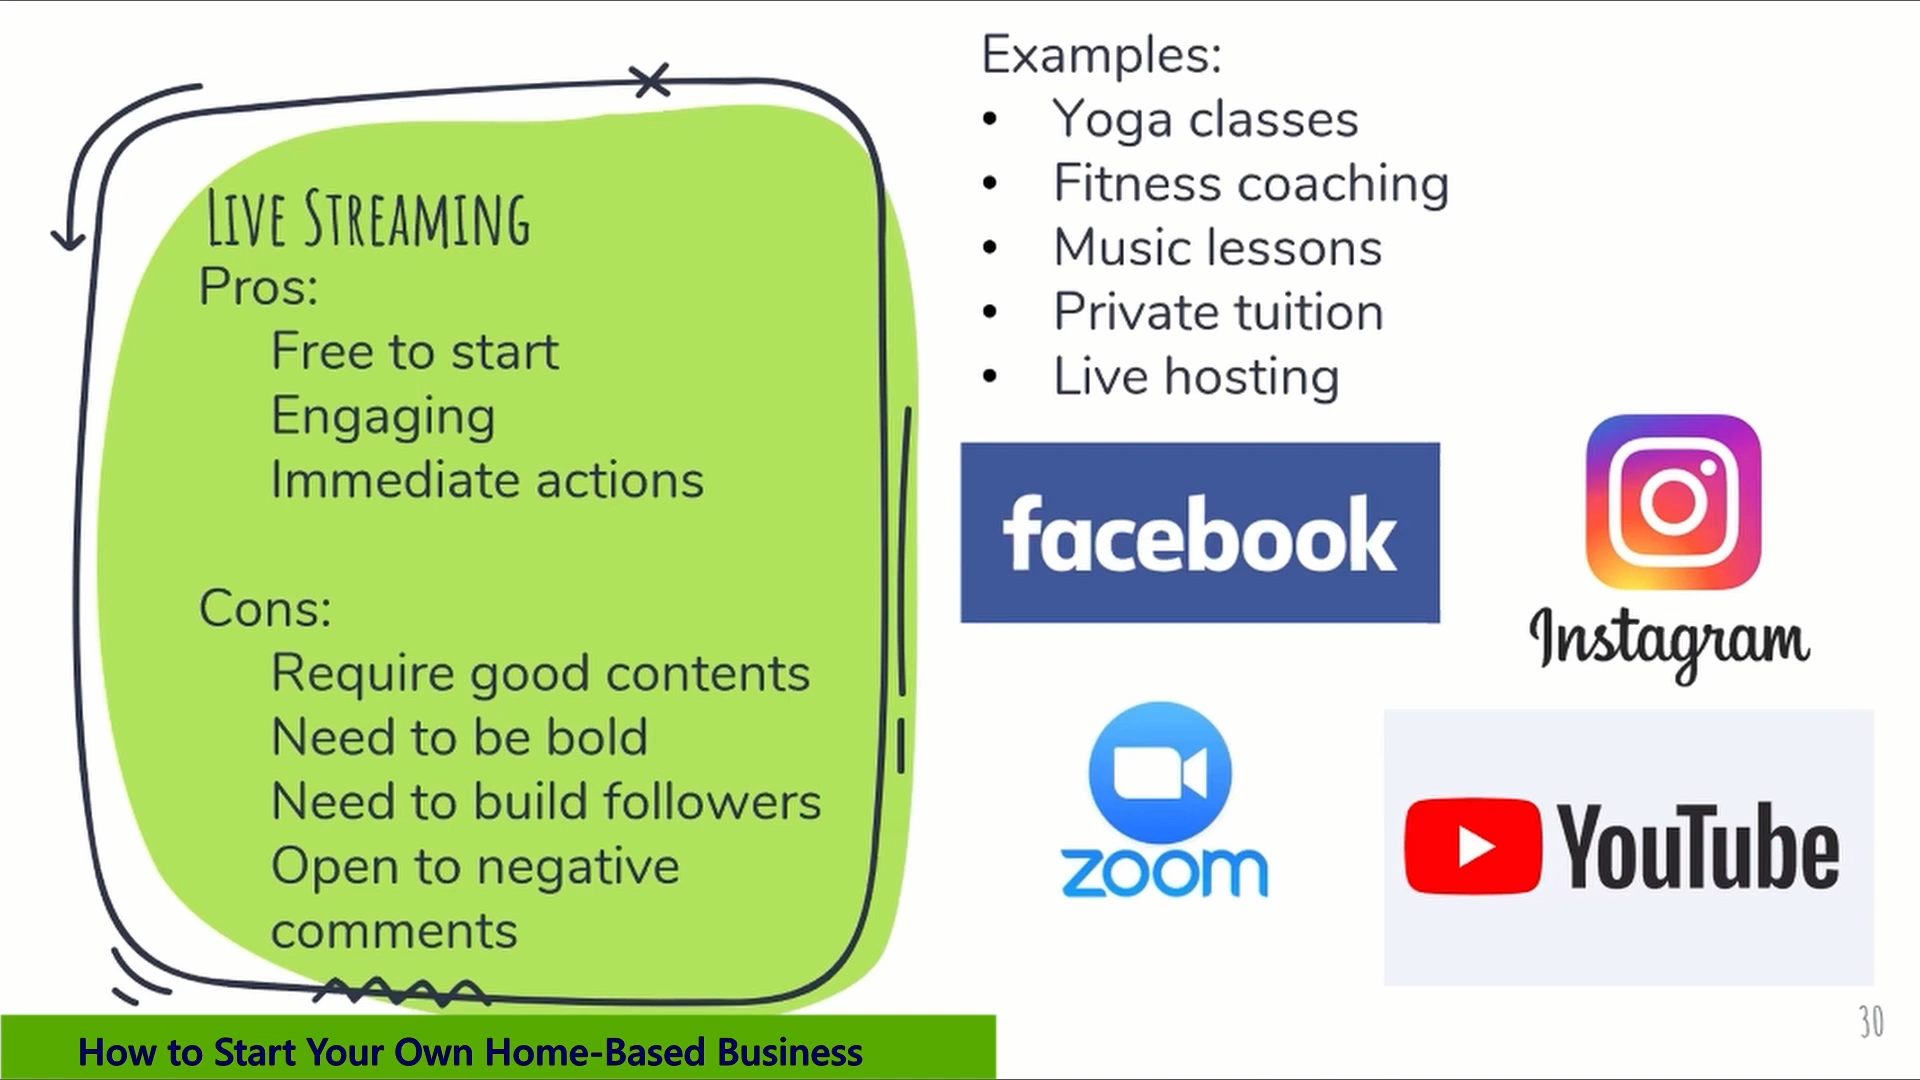 Live Streaming
Pros:
Free to start
Engaging
Immediate actions
Cons:
Require good contents
Need to be bold
Need to build followers
Open to negative
comments
Examples:
• Yoga classes
• Fitness coaching
• Music lessons
• Private tuition
• Live hosting
facebook
Instagram
zoom
YouTube
30
How to Start Your Own Home-Based Business